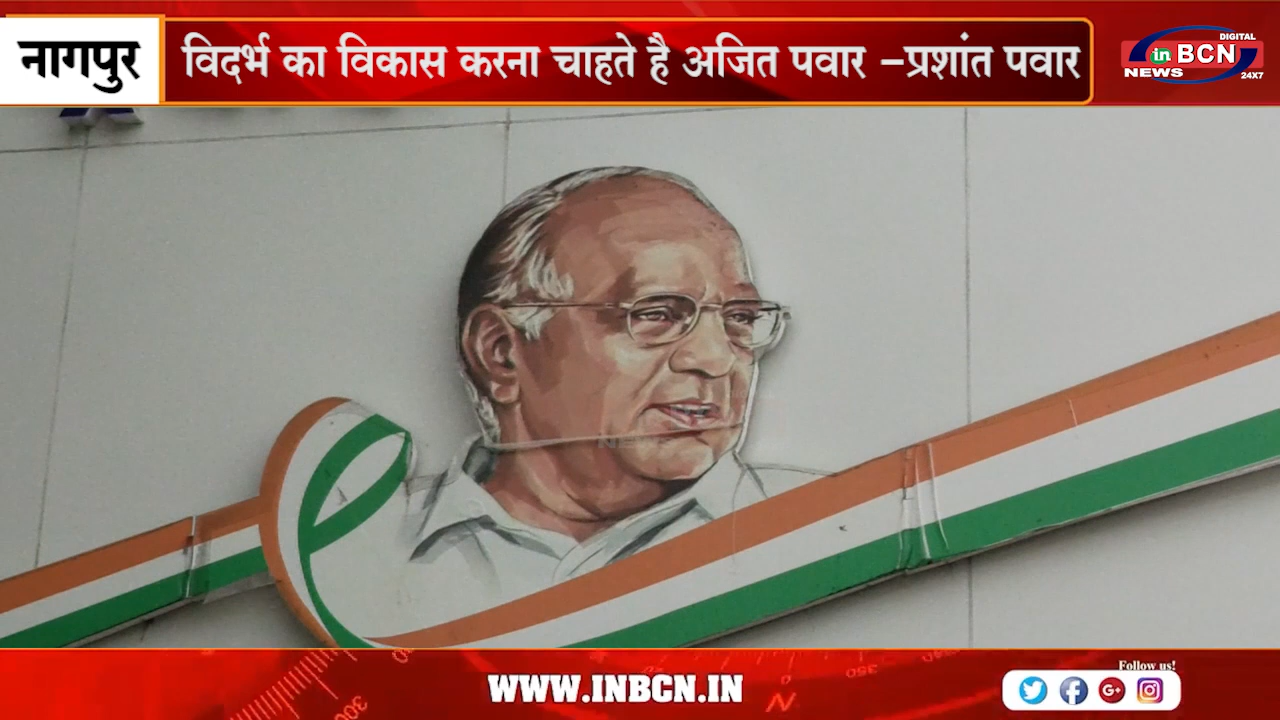 नागपुर
विदर्भ का विकास करना चाहते है अजित पवार –प्रशांत पवार
DIGITAL
in BCN
NEWS
24X7
WWW.INBCN.IN
Follow us!